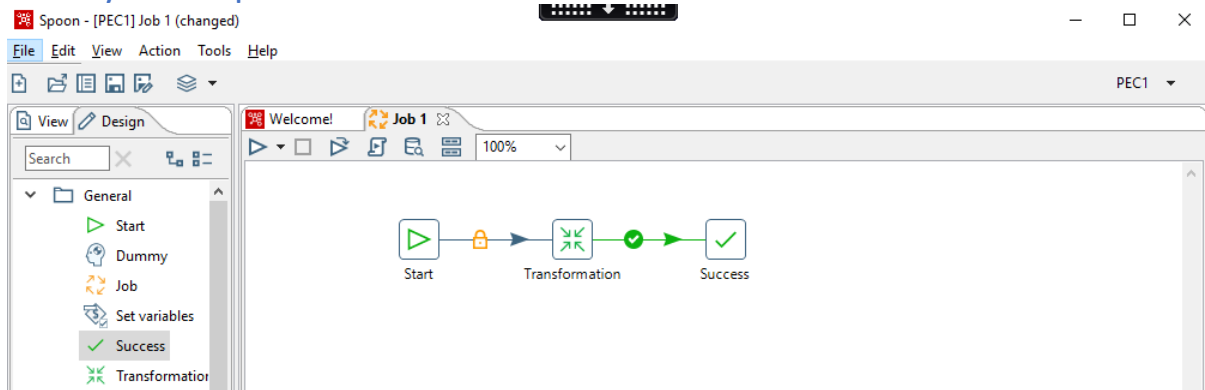 Spoon - [PEC1] Job 1 (changed)
File Edit View Action Tools Help
PEC1
View Design
Welcome! Job 1
Search
100%
General
Start
Dummy
Job
Set variables
Success
Transformation
Start Transformation Success